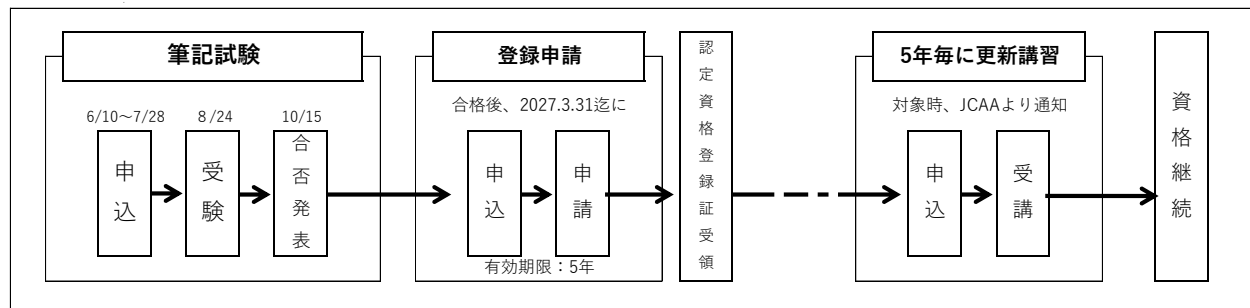 筆記試験
6/10～7/28
申込
8/24
受験
10/15
合否発表
登録申請
合格後、2027.3.31迄に
申込
申請
有効期限：5年
認定資格登録証受領
5年毎に更新講習
対象時、JCAAより通知
申込
受講
資格継続